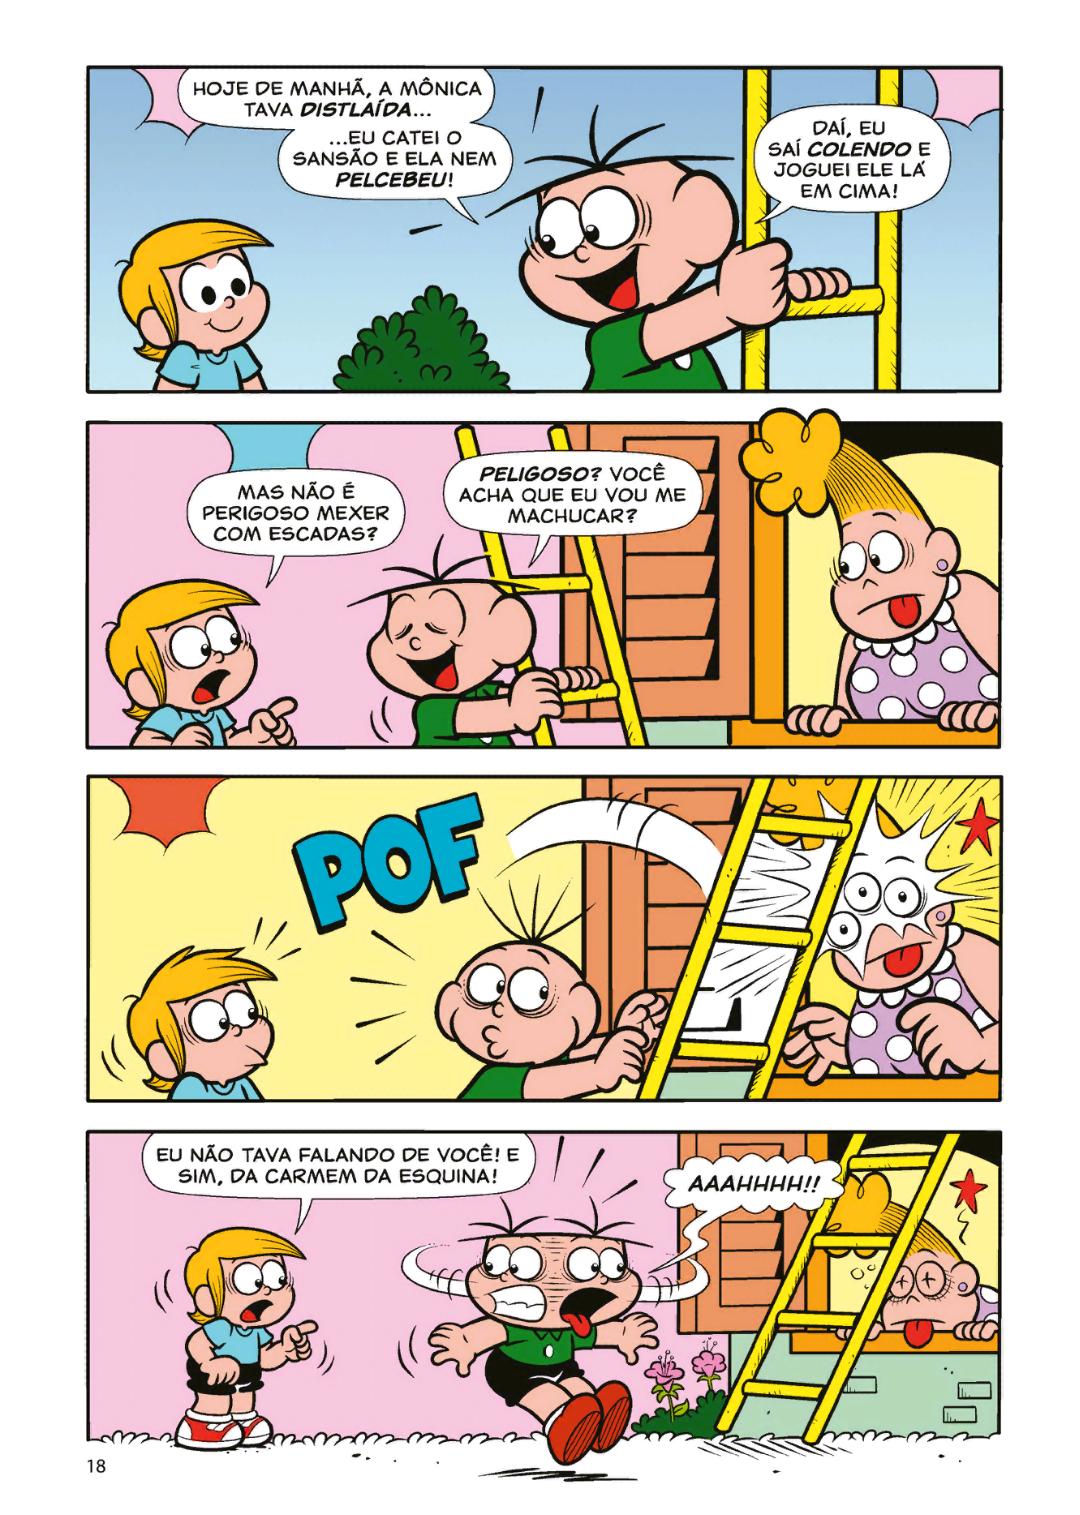 HOJE DE MANHÃ, A MÔNICA
TAVA DISTLAÍDA...
...EU CATEI O
SANSÃO E ELA NEM
PELCEBEU!
DAÍ, EU
SAÍ COLENDO E
JOGUEI ELE LÁ
EM CIMA!
MAS NÃO É
PERIGOSO MEXER
COM ESCADAS?
PELIGOSO? VOCÊ
ACHA QUE EU VOU ME
MACHUCAR?
POF
EU NÃO TAVA FALANDO DE VOCÊ! E
SIM, DA CARMEM DA ESQUINA!
AAAHHHH!!
18